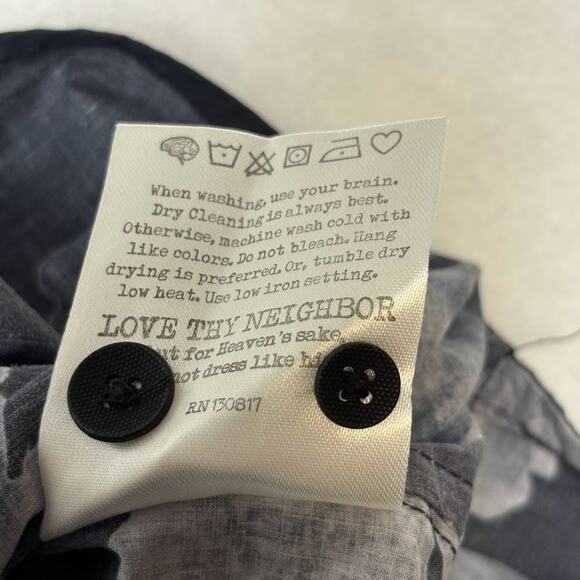 When washing, use your brain.
Dry Cleaning is always best.
Otherwise, machine wash cold with
like colors. Do not bleach. Hang
drying is preferred. Or, tumble dry
low heat. Use low iron setting.
LOVE THY NEIGHBOR
for Heaven's sake,
not dress like
RN 130817